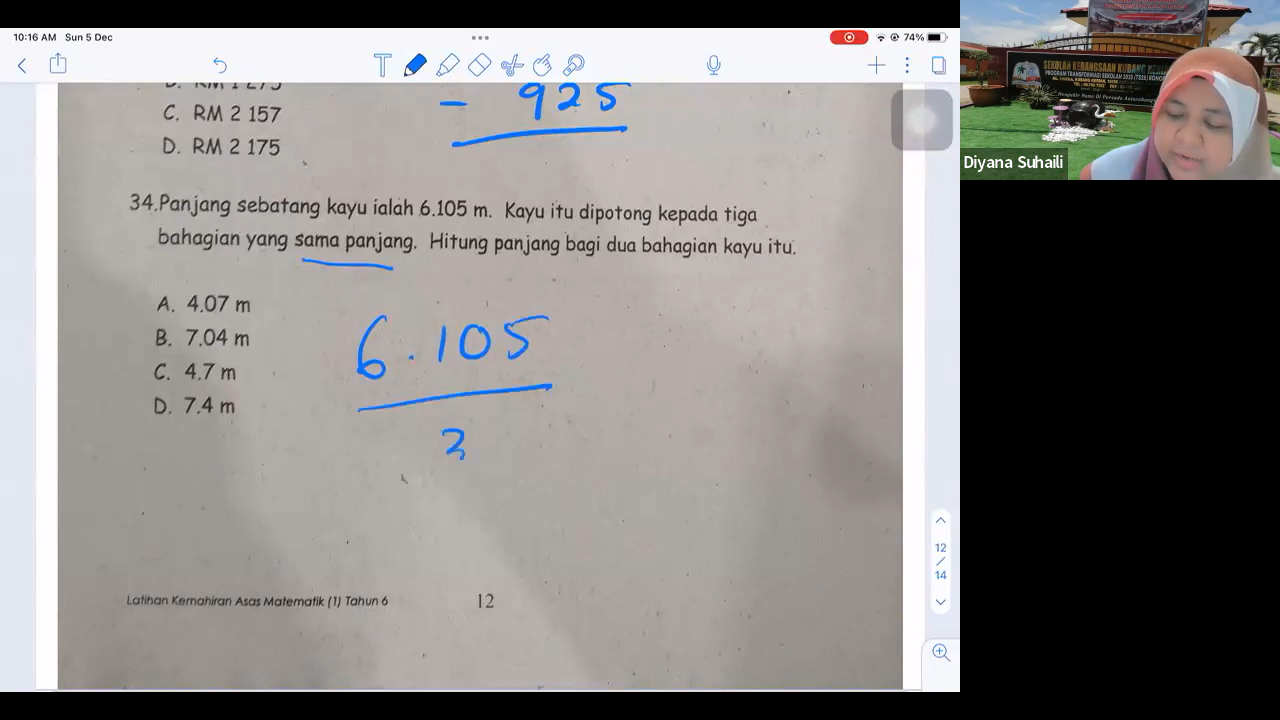 10:16 AM Sun 5 Dec
74%
T
C. RM 2 157
D. RM 2 175
- 925
34.Panjang sebatang kayu ialah 6.105 m. Kayu itu dipotong kepada tiga
bahagian yang sama panjang. Hitung panjang bagi dua bahagian kayu itu.
A. 4.07 m
B. 7.04 m
C. 4.7 m
D. 7.4 m
6.105
3
Latihan Kemahiran Asas Matematik (1) Tahun 6
12
12
/
14
SEKOLAH KEBANGSAAN KUBANG
Diyana Suhaili